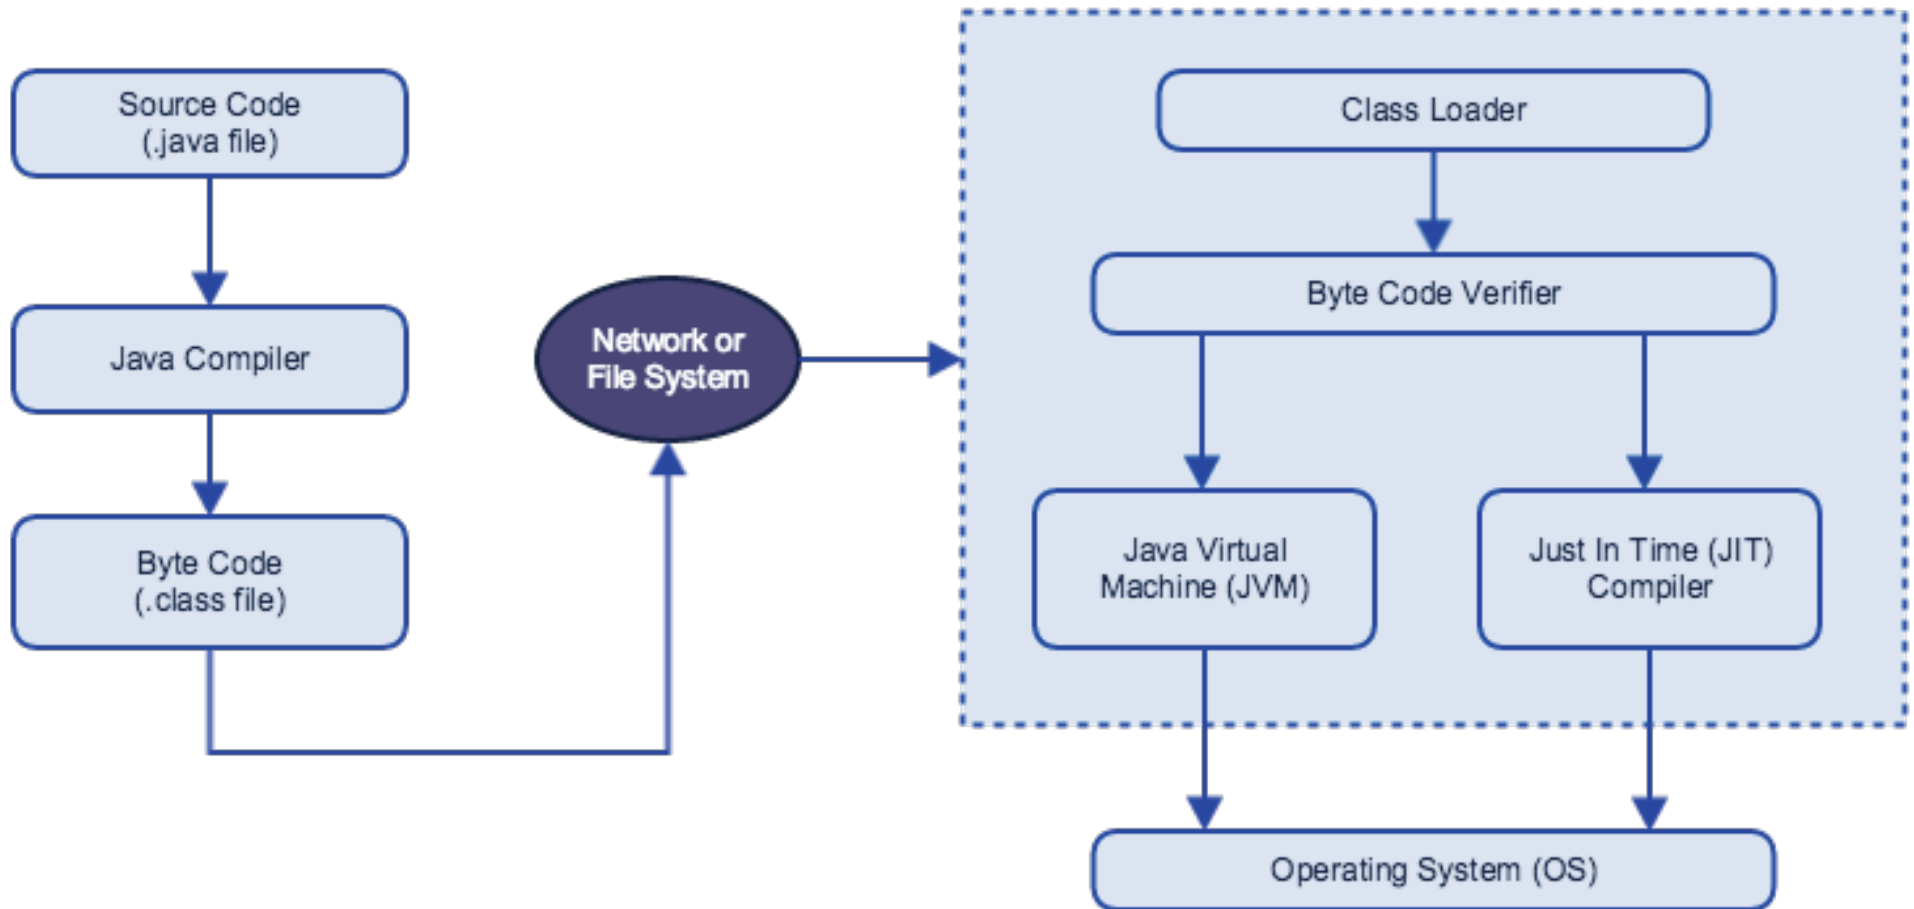 Source Code
(.java file)
Java Compiler
Byte Code
(.class file)
Network or
File System
Class Loader
Byte Code Verifier
Java Virtual
Machine (JVM)
Just In Time (JIT)
Compiler
Operating System (OS)